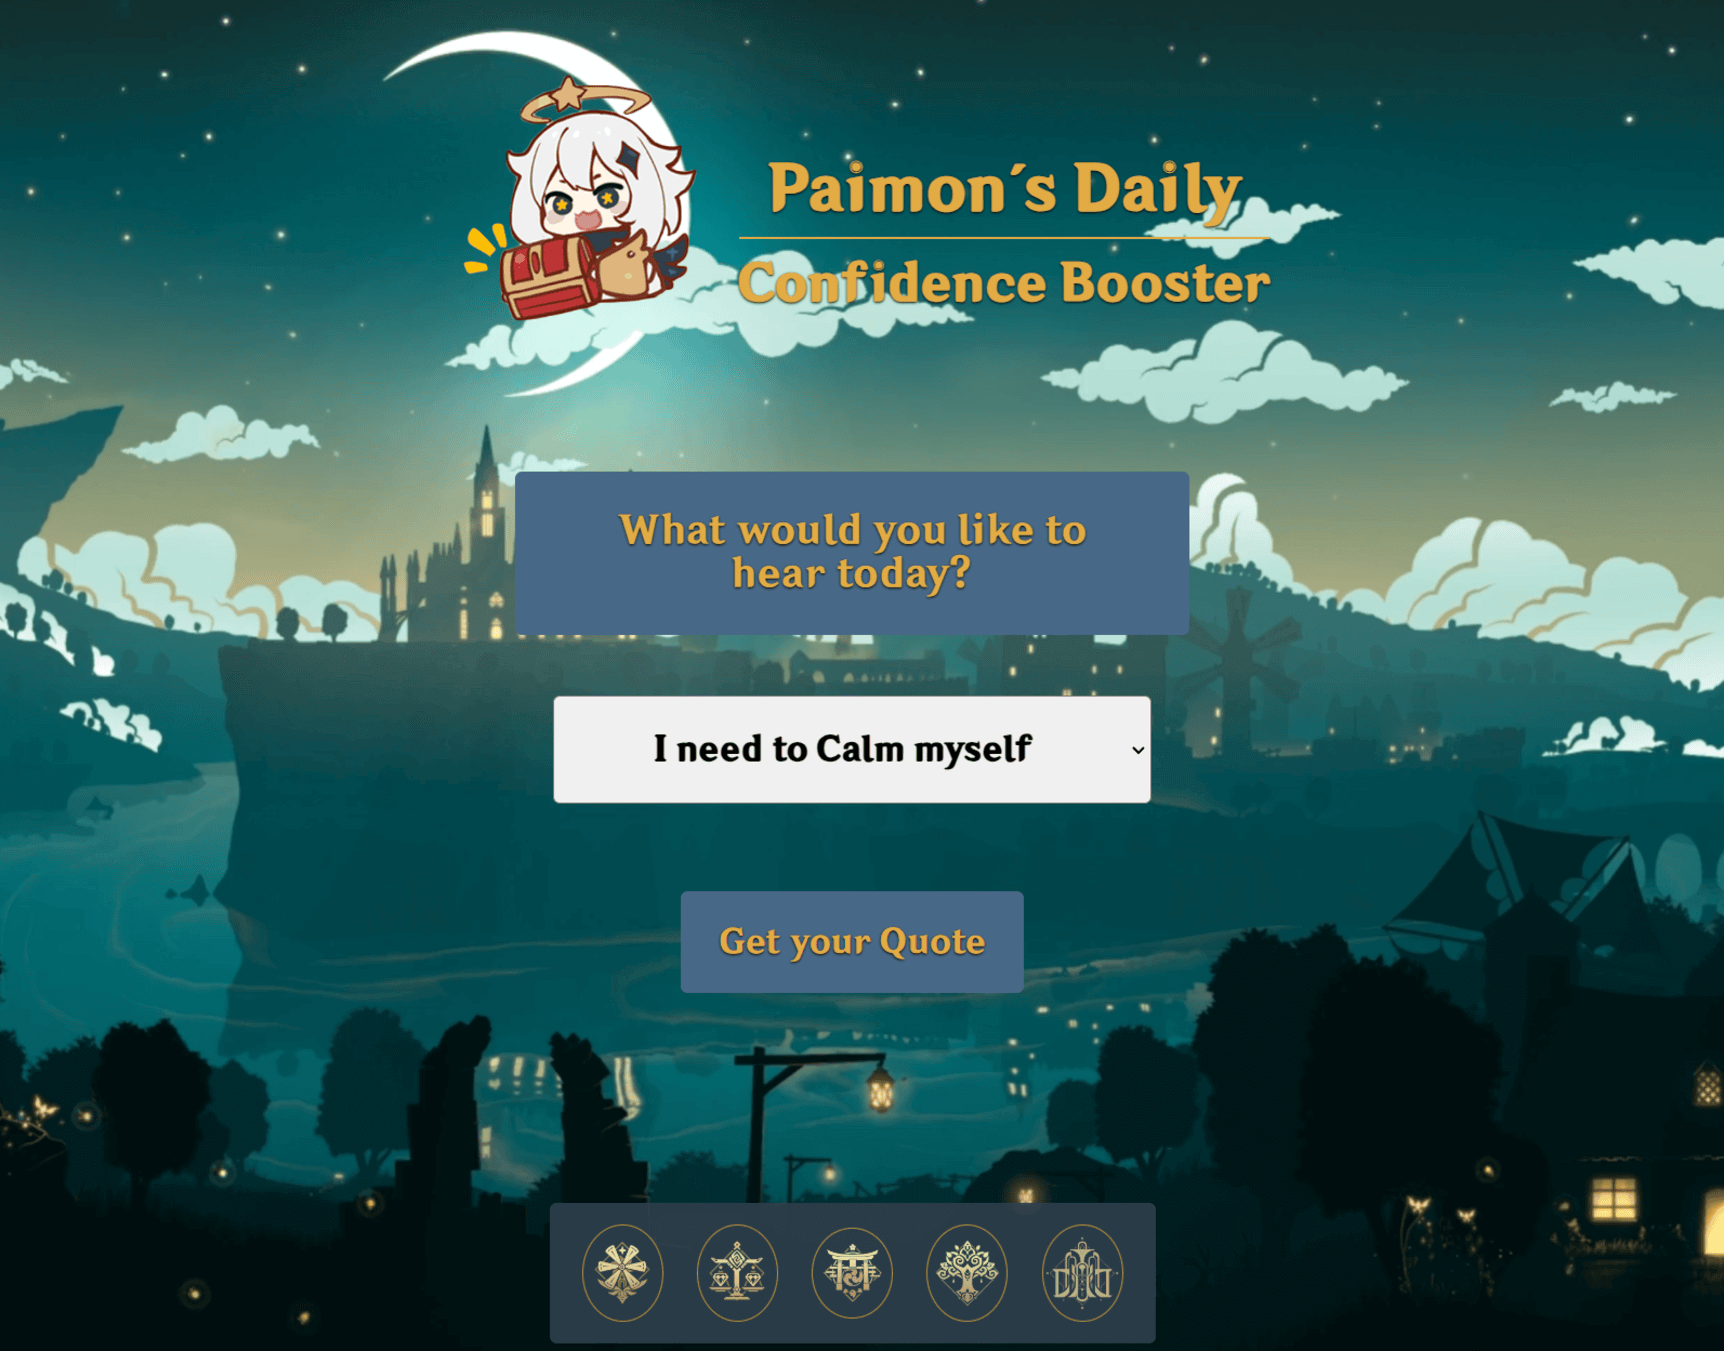 Paimon´s Daily
Confidence Booster
What would you like to
hear today?
I need to Calm myself
Get your Quote